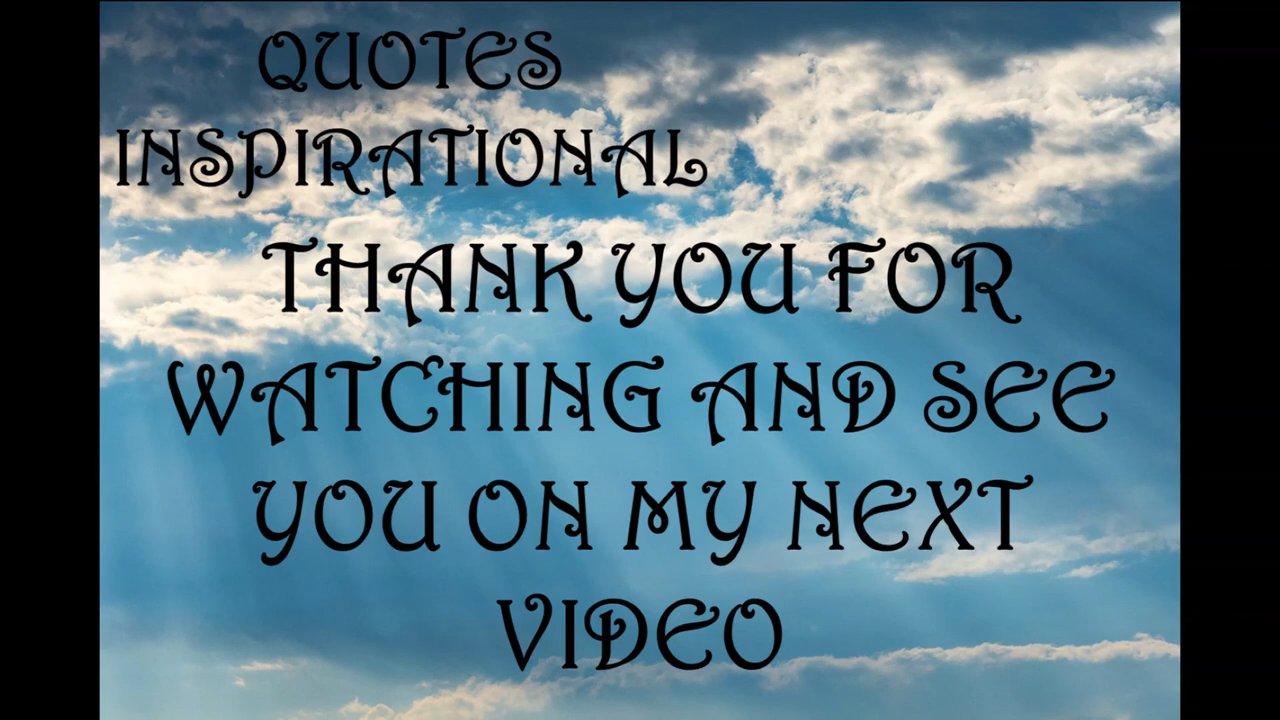 QUOTES
INSPIRATIONAL
THANK YOU FOR
WATCHING AND SEE
YOU ON MY NEXT
VIDEO